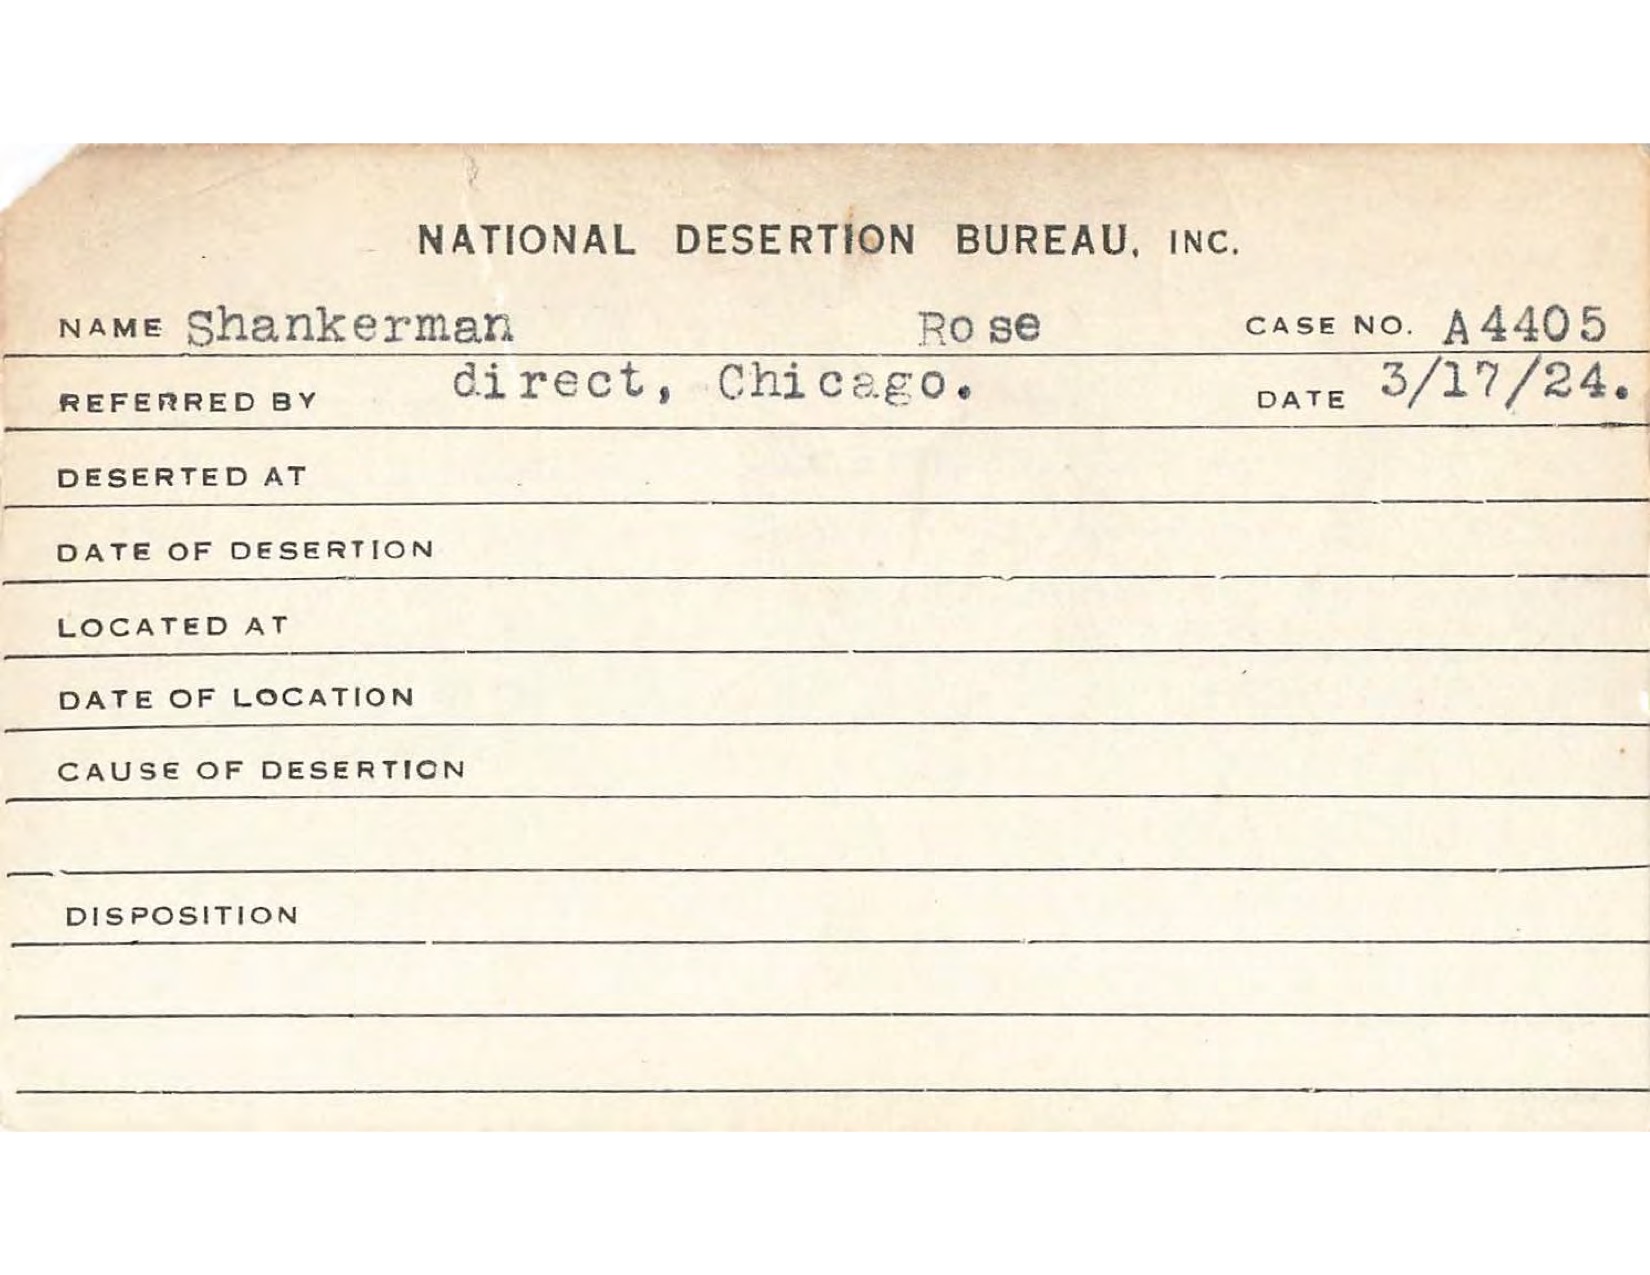 NATIONAL DESERTION BUREAU, INC.
NAME Shankerman Rose CASE NO. A4405
REFERRED BY direct, Chicago. DATE 3/17/24.
DESERTED AT
DATE OF DESERTION
LOCATED AT
DATE OF LOCATION
CAUSE OF DESERTION
DISPOSITION